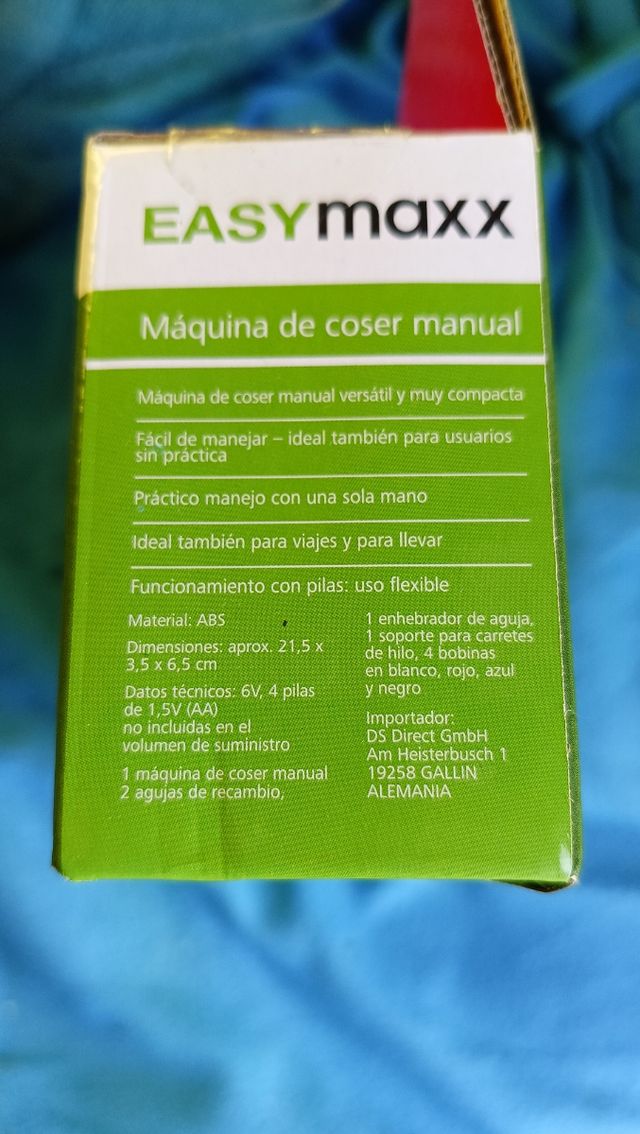 EASYmaxx
Máquina de coser manual
Máquina de coser manual versátil y muy compacta
Fácil de manejar – ideal también para usuarios
sin práctica
Práctico manejo con una sola mano
Ideal también para viajes y para llevar
Funcionamiento con pilas: uso flexible
Material: ABS
Dimensiones: aprox. 21,5 x
3,5 x 6,5 cm
Datos técnicos: 6V, 4 pilas
de 1,5V (AA)
no incluidas en el
volumen de suministro
1 máquina de coser manual
2 agujas de recambio,
1 enhebrador de aguja,
1 soporte para carretes
de hilo, 4 bobinas
en blanco, rojo, azul
y negro
Importador:
DS Direct GmbH
Am Heisterbusch 1
19258 GALLIN
ALEMANIA